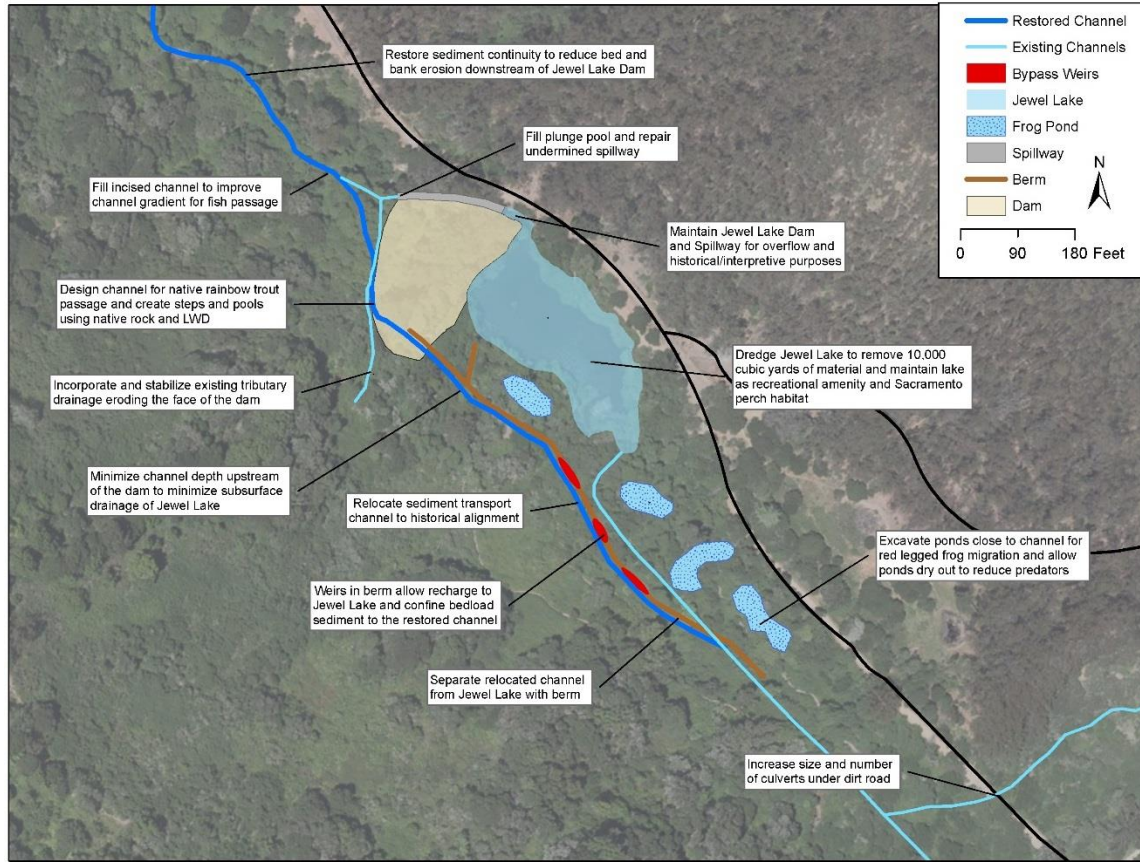 Restored Channel
Existing Channels
Bypass Weirs
Jewel Lake
Frog Pond
Spillway
Berm
Dam
N
0 90 180 Feet
Restore sediment continuity to reduce bed and
bank erosion downstream of Jewel Lake Dam
Fill plunge pool and repair
undermined spillway
Fill incised channel to improve
channel gradient for fish passage
Maintain Jewel Lake Dam
and Spillway for overflow and
historical/interpretive purposes
Design channel for native rainbow trout
passage and create steps and pools
using native rock and LWD
Dredge Jewel Lake to remove 10,000
cubic yards of material and maintain lake
as recreational amenity and Sacramento
perch habitat
Incorporate and stabilize existing tributary
drainage eroding the face of the dam
Minimize channel depth upstream
of the dam to minimize subsurface
drainage of Jewel Lake
Relocate sediment transport
channel to historical alignment
Excavate ponds close to channel for
red legged frog migration and allow
ponds dry out to reduce predators
Weirs in berm allow recharge to
Jewel Lake and confine bedload
sediment to the restored channel
Separate relocated channel
from Jewel Lake with berm
Increase size and number
of culverts under dirt road